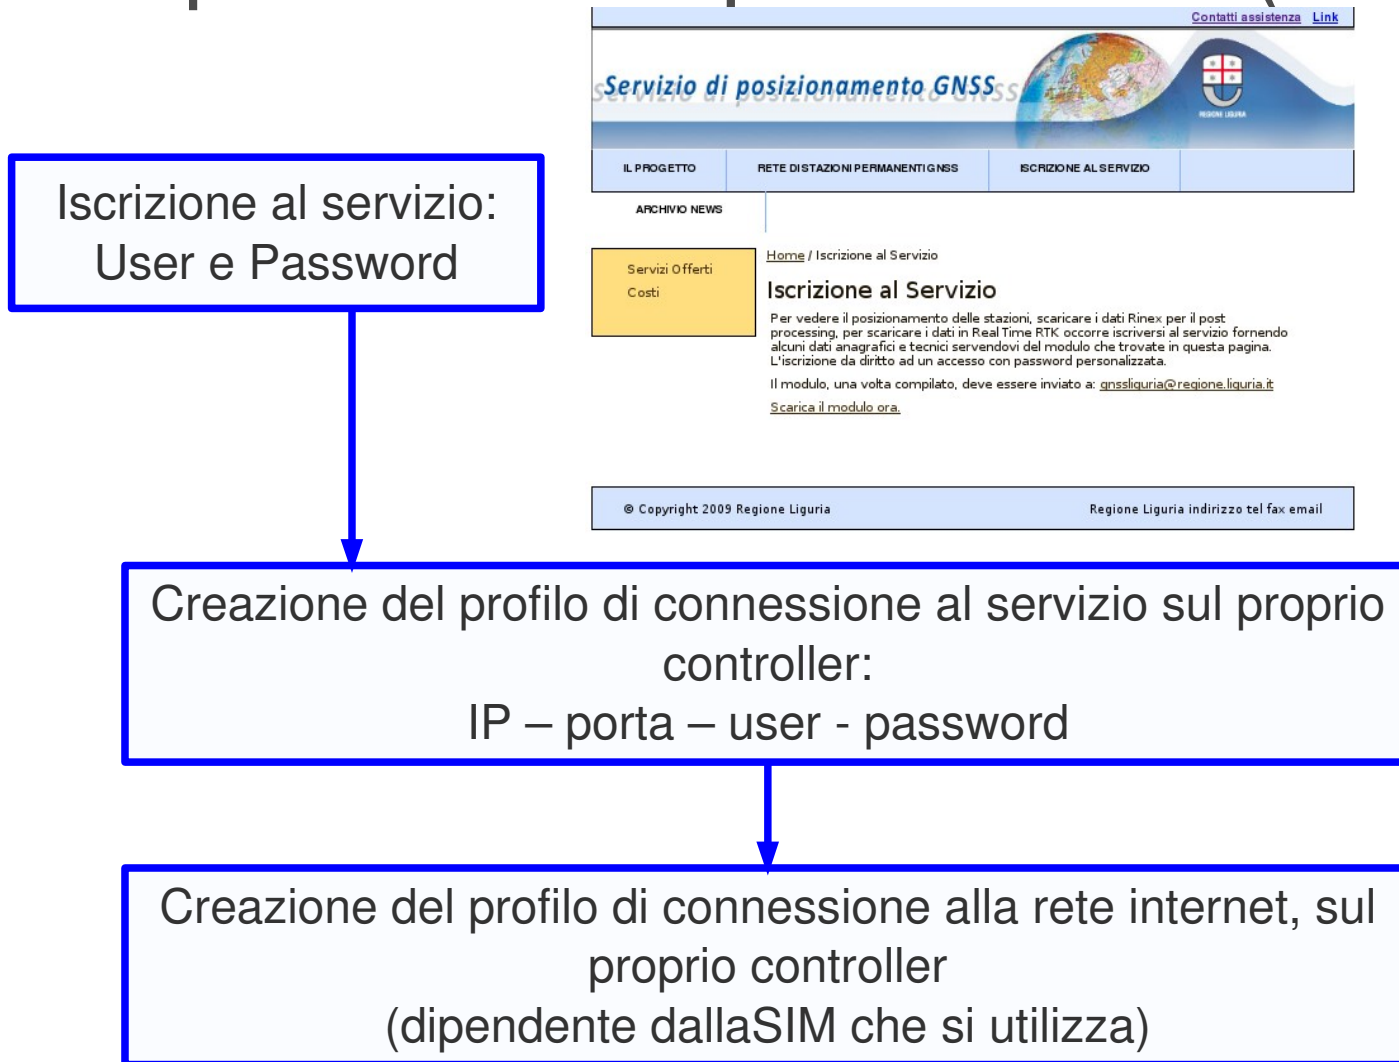 Contatti assistenza Link
Servizio di posizionamento GNSS
REGIONE LIGURIA
IL PROGETTO
RETE DI STAZIONI PERMANENTI GNSS
ISCRIZIONE AL SERVIZIO
ARCHIVIO NEWS
Iscrizione al servizio:
User e Password
Servizi Offerti
Costi
Home / Iscrizione al Servizio
Iscrizione al Servizio
Per vedere il posizionamento delle stazioni, scaricare i dati Rinex per il post
processing, per scaricare i dati in Real Time RTK occorre iscriversi al servizio fornendo
alcuni dati anagrafici e tecnici servendovi del modulo che trovate in questa pagina.
L'iscrizione da diritto ad un accesso con password personalizzata.
Il modulo, una volta compilato, deve essere inviato a: gnssliguria@regione.liguria.it
Scarica il modulo ora.
© Copyright 2009 Regione Liguria
Regione Liguria indirizzo tel fax email
Creazione del profilo di connessione al servizio sul proprio
controller:
IP – porta – user - password
Creazione del profilo di connessione alla rete internet, sul
proprio controller
(dipendente dallaSIM che si utilizza)